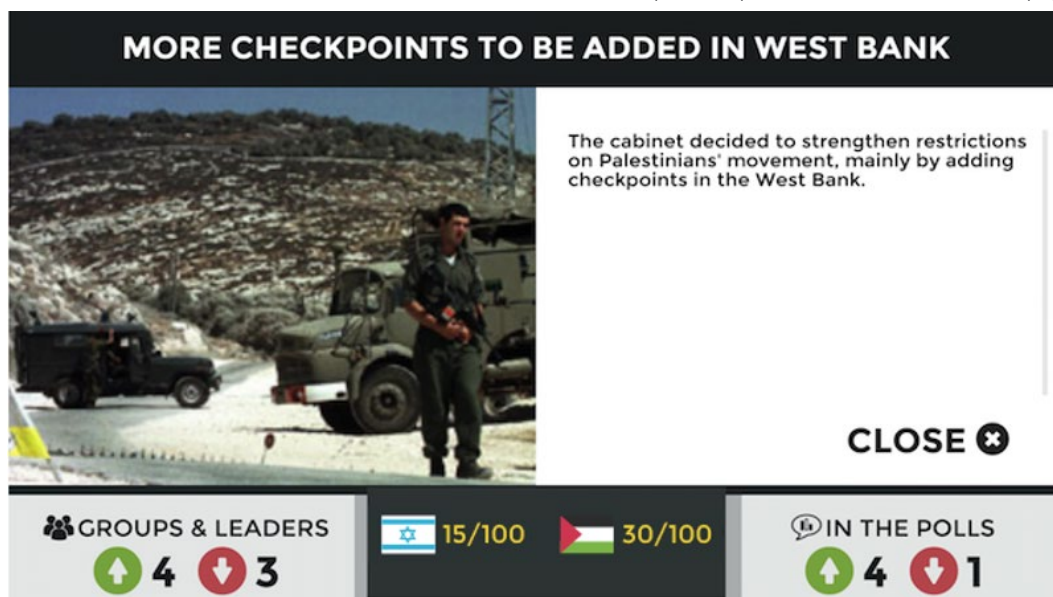 MORE CHECKPOINTS TO BE ADDED IN WEST BANK
The cabinet decided to strengthen restrictions
on Palestinians' movement, mainly by adding
checkpoints in the West Bank.
CLOSE
GROUPS & LEADERS
4 3
15/100 30/100
IN THE POLLS
4 1